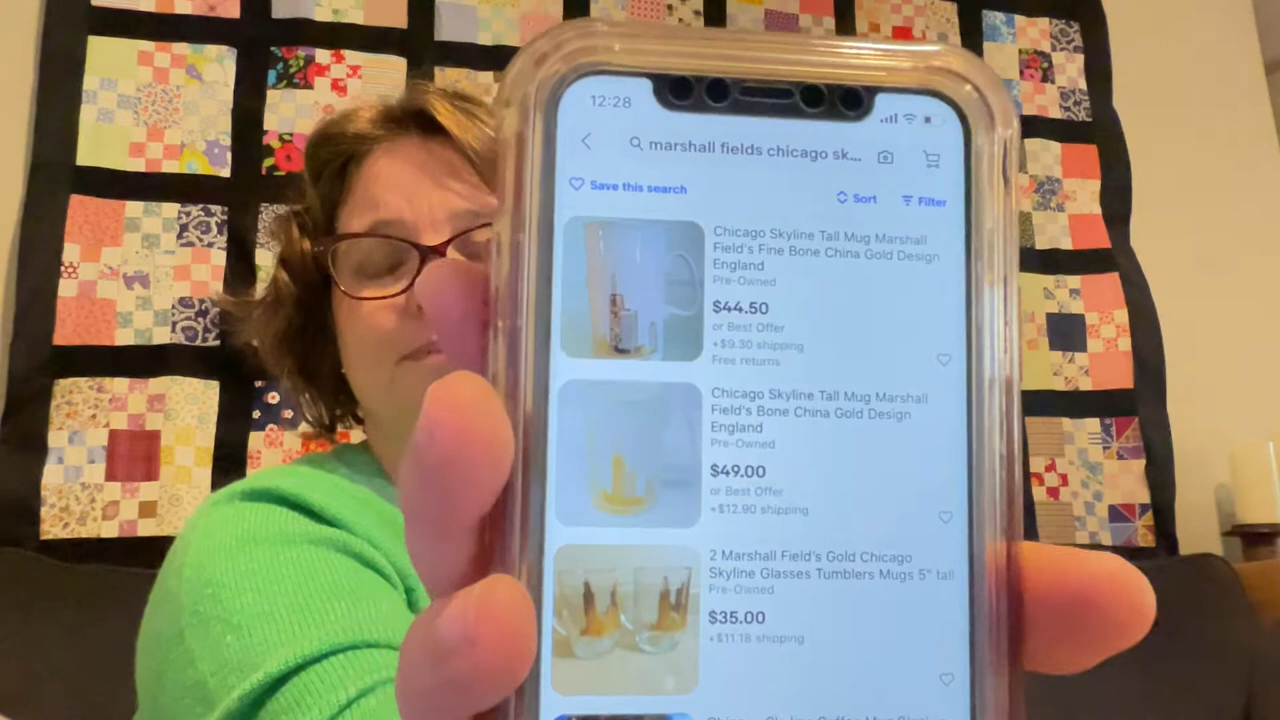 12:28
marshall fields chicago sk...
Save this search
Sort
Filter
Chicago Skyline Tall Mug Marshall
Field's Fine Bone China Gold Design
England
Pre-Owned
$44.50
or Best Offer
+$9.30 shipping
Free returns
Chicago Skyline Tall Mug Marshall
Field's Bone China Gold Design
England
Pre-Owned
$49.00
or Best Offer
+$12.90 shipping
2 Marshall Field's Gold Chicago
Skyline Glasses Tumblers Mugs 5" tall
Pre-Owned
$35.00
+$11.18 shipping